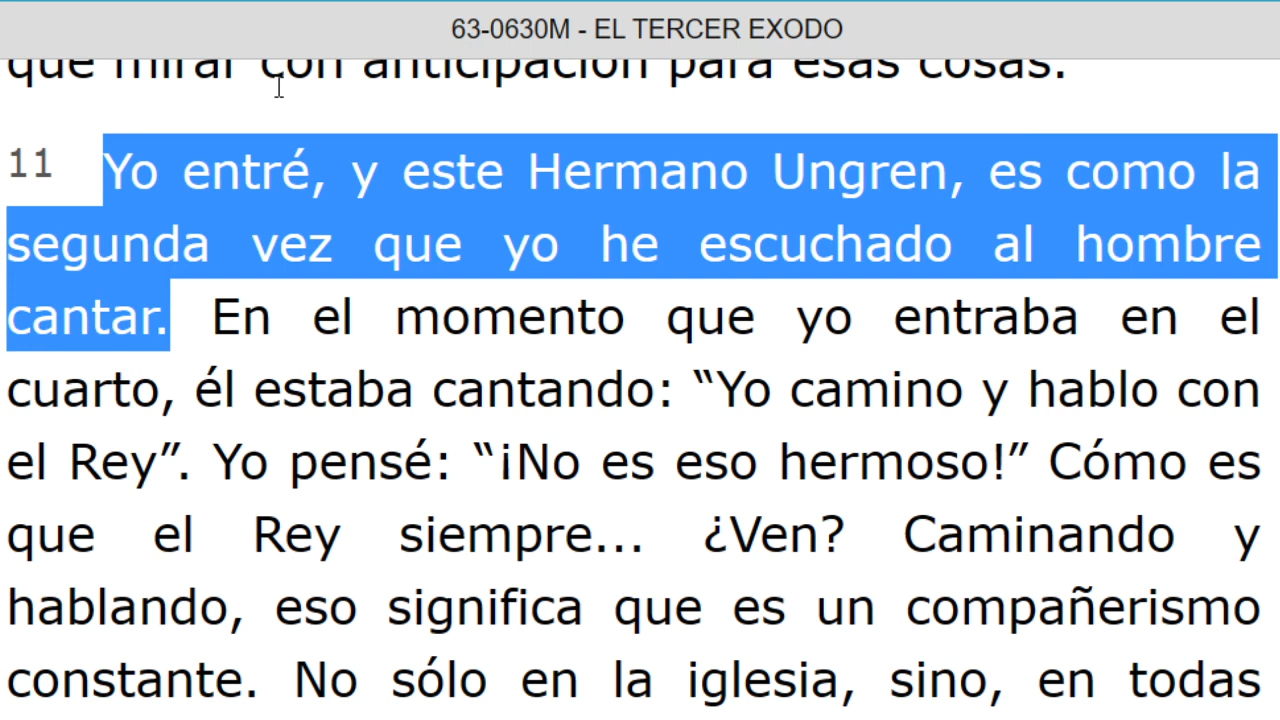 63-0630M - EL TERCER EXODO
que mirar con anticipación para esas cosas.
11 Yo entré, y este Hermano Ungren, es como la
segunda vez que yo he escuchado al hombre
cantar. En el momento que yo entraba en el
cuarto, él estaba cantando: “Yo camino y hablo con
el Rey”. Yo pensé: “¡No es eso hermoso!” Cómo es
que el Rey siempre... ¿Ven? Caminando y
hablando, eso significa que es un compañerismo
constante. No sólo en la iglesia, sino, en todas